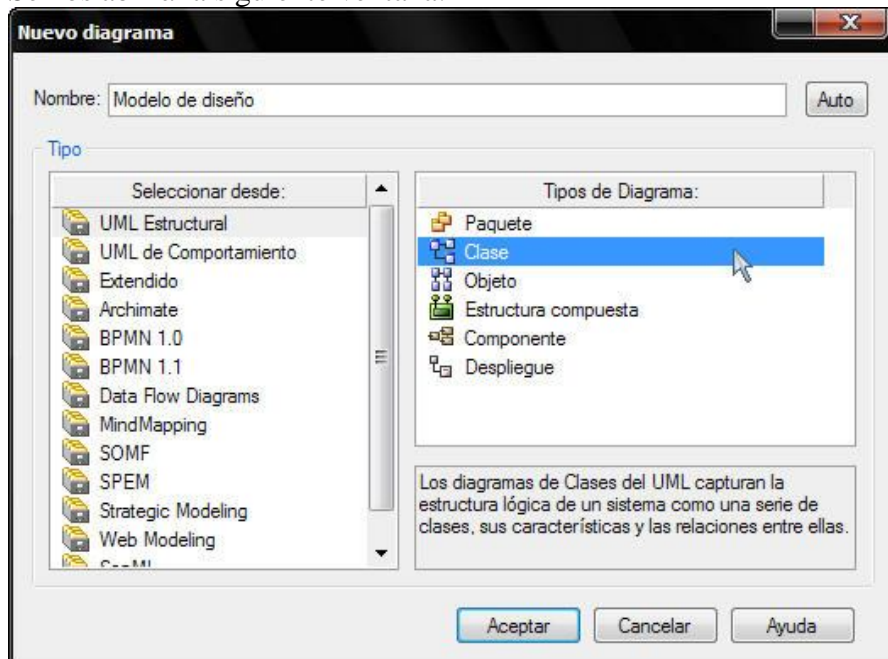 Nuevo diagrama
Nombre: Modelo de diseño Auto
Tipo
Seleccionar desde:
UML Estructural
UML de Comportamiento
Extendido
Archimate
BPMN 1.0
BPMN 1.1
Data Flow Diagrams
MindMapping
SOMF
SPEM
Strategic Modeling
Web Modeling
Tipos de Diagrama:
Paquete
Clase
Objeto
Estructura compuesta
Componente
Despliegue
Los diagramas de Clases del UML capturan la
estructura lógica de un sistema como una serie de
clases, sus características y las relaciones entre ellas.
Aceptar Cancelar Ayuda